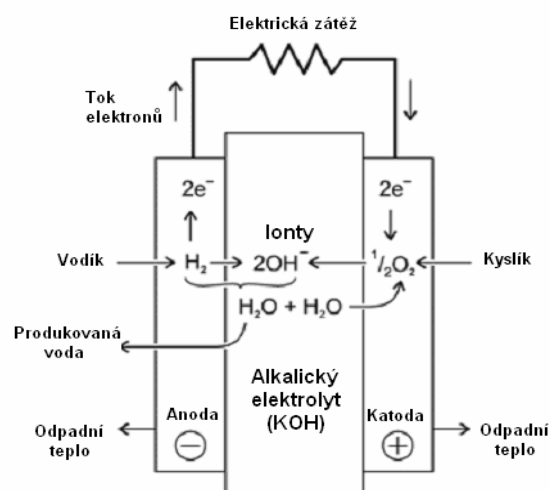 Elektrická zátěž
Tok
elektronů
2e⁻
2e⁻
Ionty
Vodík
H₂
2OH⁻
¹/₂O₂
Kyslík
H₂O + H₂O
Produkovaná
voda
Alkalický
elektrolyt
(KOH)
Anoda
Katoda
Odpadní
teplo
−
+
Odpadní
teplo